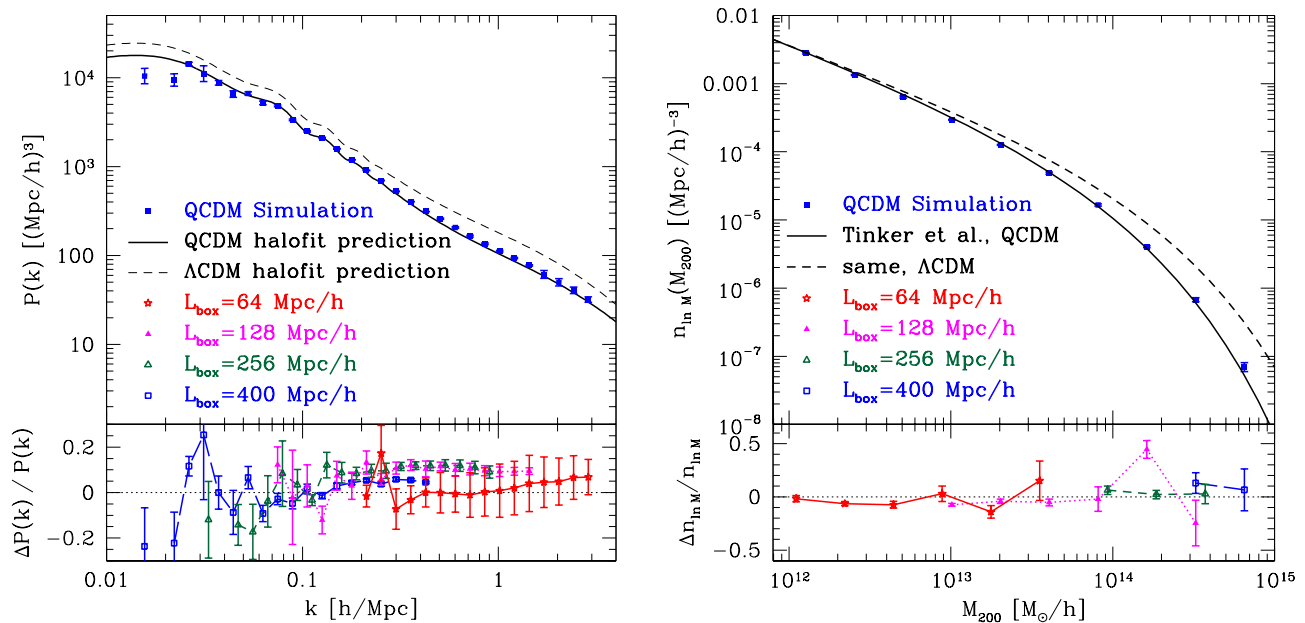 10⁴
10³
100
10
P(k) [(Mpc/h)³]
QCDM Simulation
QCDM halofit prediction
ΛCDM halofit prediction
L_box=64 Mpc/h
L_box=128 Mpc/h
L_box=256 Mpc/h
L_box=400 Mpc/h
0.2
0
−0.2
ΔP(k) / P(k)
0.01
0.1
1
k [h/Mpc]
0.01
0.001
10⁻⁴
10⁻⁵
10⁻⁶
10⁻⁷
10⁻⁸
n_ln M(M₂₀₀) [(Mpc/h)⁻³]
QCDM Simulation
Tinker et al., QCDM
same, ΛCDM
L_box=64 Mpc/h
L_box=128 Mpc/h
L_box=256 Mpc/h
L_box=400 Mpc/h
0.5
0
−0.5
Δn_ln M/n_ln M
10¹²
10¹³
10¹⁴
10¹⁵
M₂₀₀ [M_⊙/h]